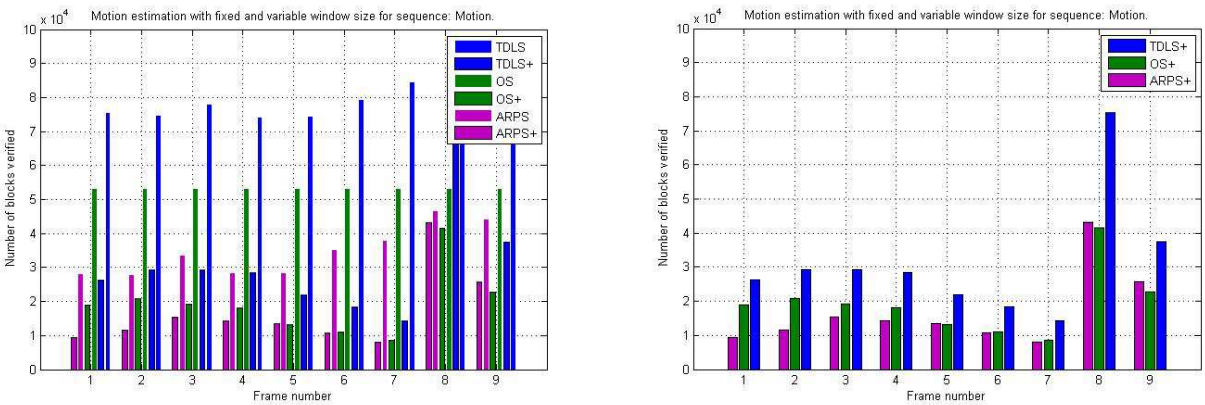 Motion estimation with fixed and variable window size for sequence: Motion.
x 10⁴
10
9
8
7
6
5
4
3
2
1
0
Number of blocks verified
TDLS
TDLS+
OS
OS+
ARPS
ARPS+
1 2 3 4 5 6 7 8 9
Frame number
Motion estimation with fixed and variable window size for sequence: Motion.
x 10⁴
10
9
8
7
6
5
4
3
2
1
0
Number of blocks verified
TDLS+
OS+
ARPS+
1 2 3 4 5 6 7 8 9
Frame number